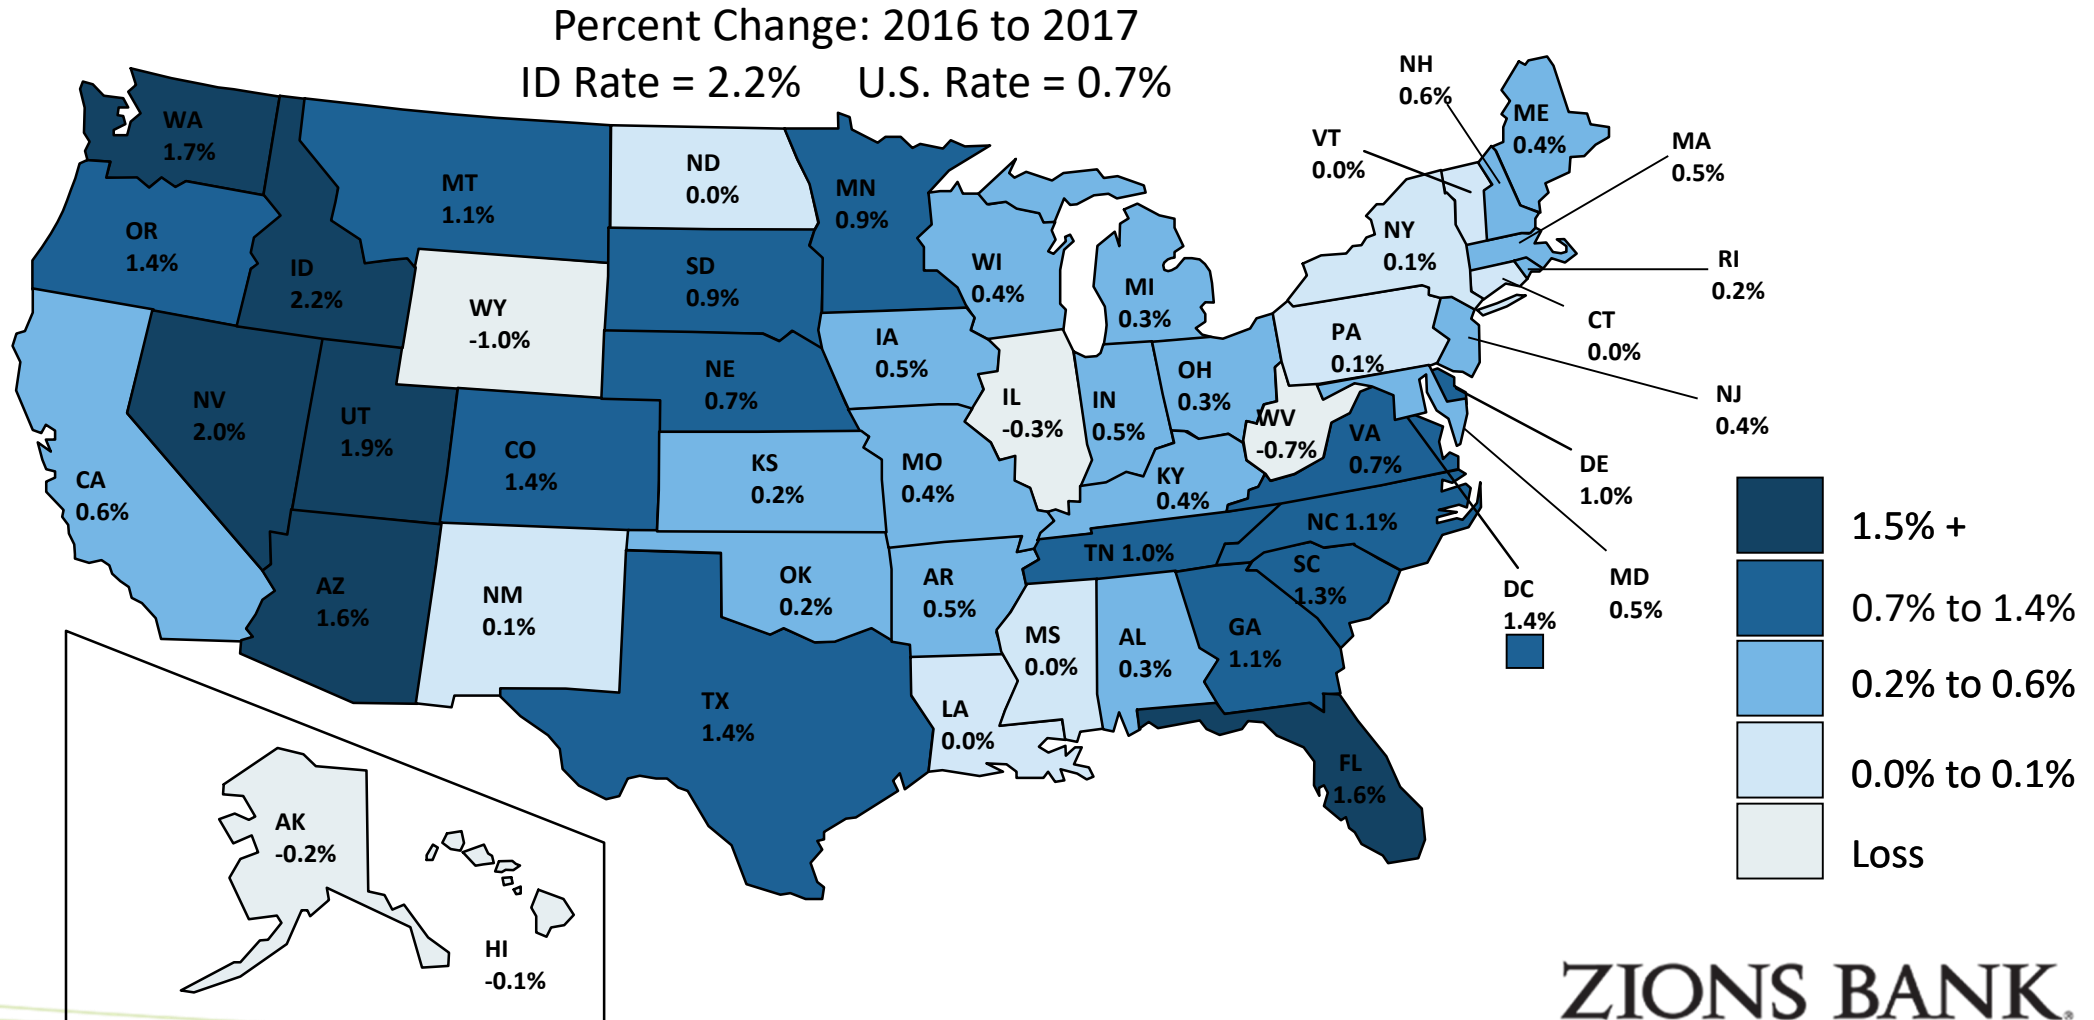 Percent Change: 2016 to 2017
ID Rate = 2.2% U.S. Rate = 0.7%
WA
1.7%
OR
1.4%
CA
0.6%
ID
2.2%
NV
2.0%
MT
1.1%
WY
-1.0%
UT
1.9%
AZ
1.6%
CO
1.4%
NM
0.1%
ND
0.0%
SD
0.9%
NE
0.7%
KS
0.2%
OK
0.2%
TX
1.4%
MN
0.9%
IA
0.5%
MO
0.4%
AR
0.5%
LA
0.0%
WI
0.4%
IL
-0.3%
MI
0.3%
IN
0.5%
OH
0.3%
KY
0.4%
TN 1.0%
MS
0.0%
AL
0.3%
GA
1.1%
FL
1.6%
SC
1.3%
NC 1.1%
VA
0.7%
WV
-0.7%
PA
0.1%
NY
0.1%
VT
0.0%
NH
0.6%
ME
0.4%
MA
0.5%
RI
0.2%
CT
0.0%
NJ
0.4%
DE
1.0%
MD
0.5%
DC
1.4%
AK
-0.2%
HI
-0.1%
1.5% +
0.7% to 1.4%
0.2% to 0.6%
0.0% to 0.1%
Loss
ZIONS BANK®